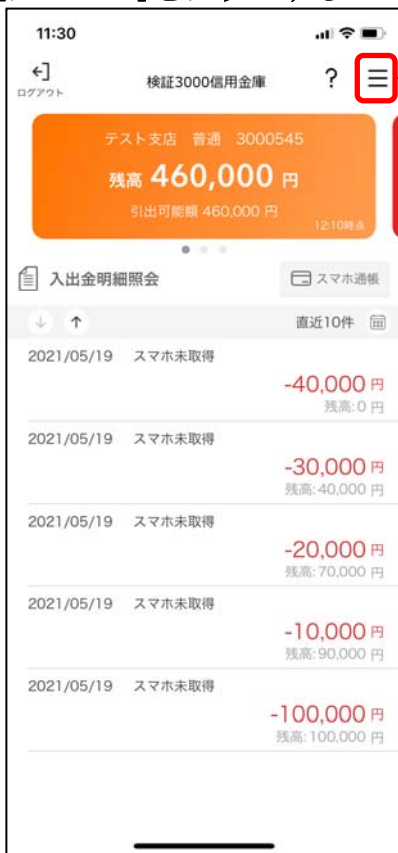 11:30
ログアウト
検証3000信用金庫
?
テスト支店 普通 3000545
残高 460,000 円
引出可能額 460,000 円
12:10時点
入出金明細照会
スマホ通帳
直近10件
2021/05/19 スマホ未取得
-40,000 円
残高:0 円
2021/05/19 スマホ未取得
-30,000 円
残高:40,000 円
2021/05/19 スマホ未取得
-20,000 円
残高:70,000 円
2021/05/19 スマホ未取得
-10,000 円
残高:90,000 円
2021/05/19 スマホ未取得
-100,000 円
残高:100,000 円